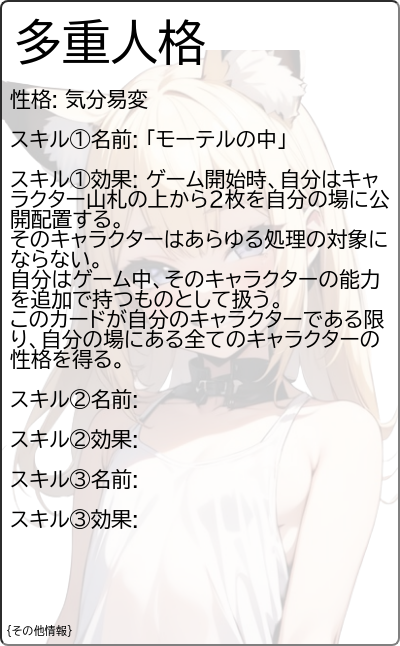 多重人格
性格: 気分易変
スキル①名前: 「モーテルの中」
スキル①効果: ゲーム開始時、自分はキャ
ラクター山札の上から2枚を自分の場に公
開配置する。
そのキャラクターはあらゆる処理の対象に
ならない。
自分はゲーム中、そのキャラクターの能力
を追加で持つものとして扱う。
このカードが自分のキャラクターである限
り、自分の場にある全てのキャラクターの
性格を得る。
スキル②名前:
スキル②効果:
スキル③名前:
スキル③効果:
{その他情報}